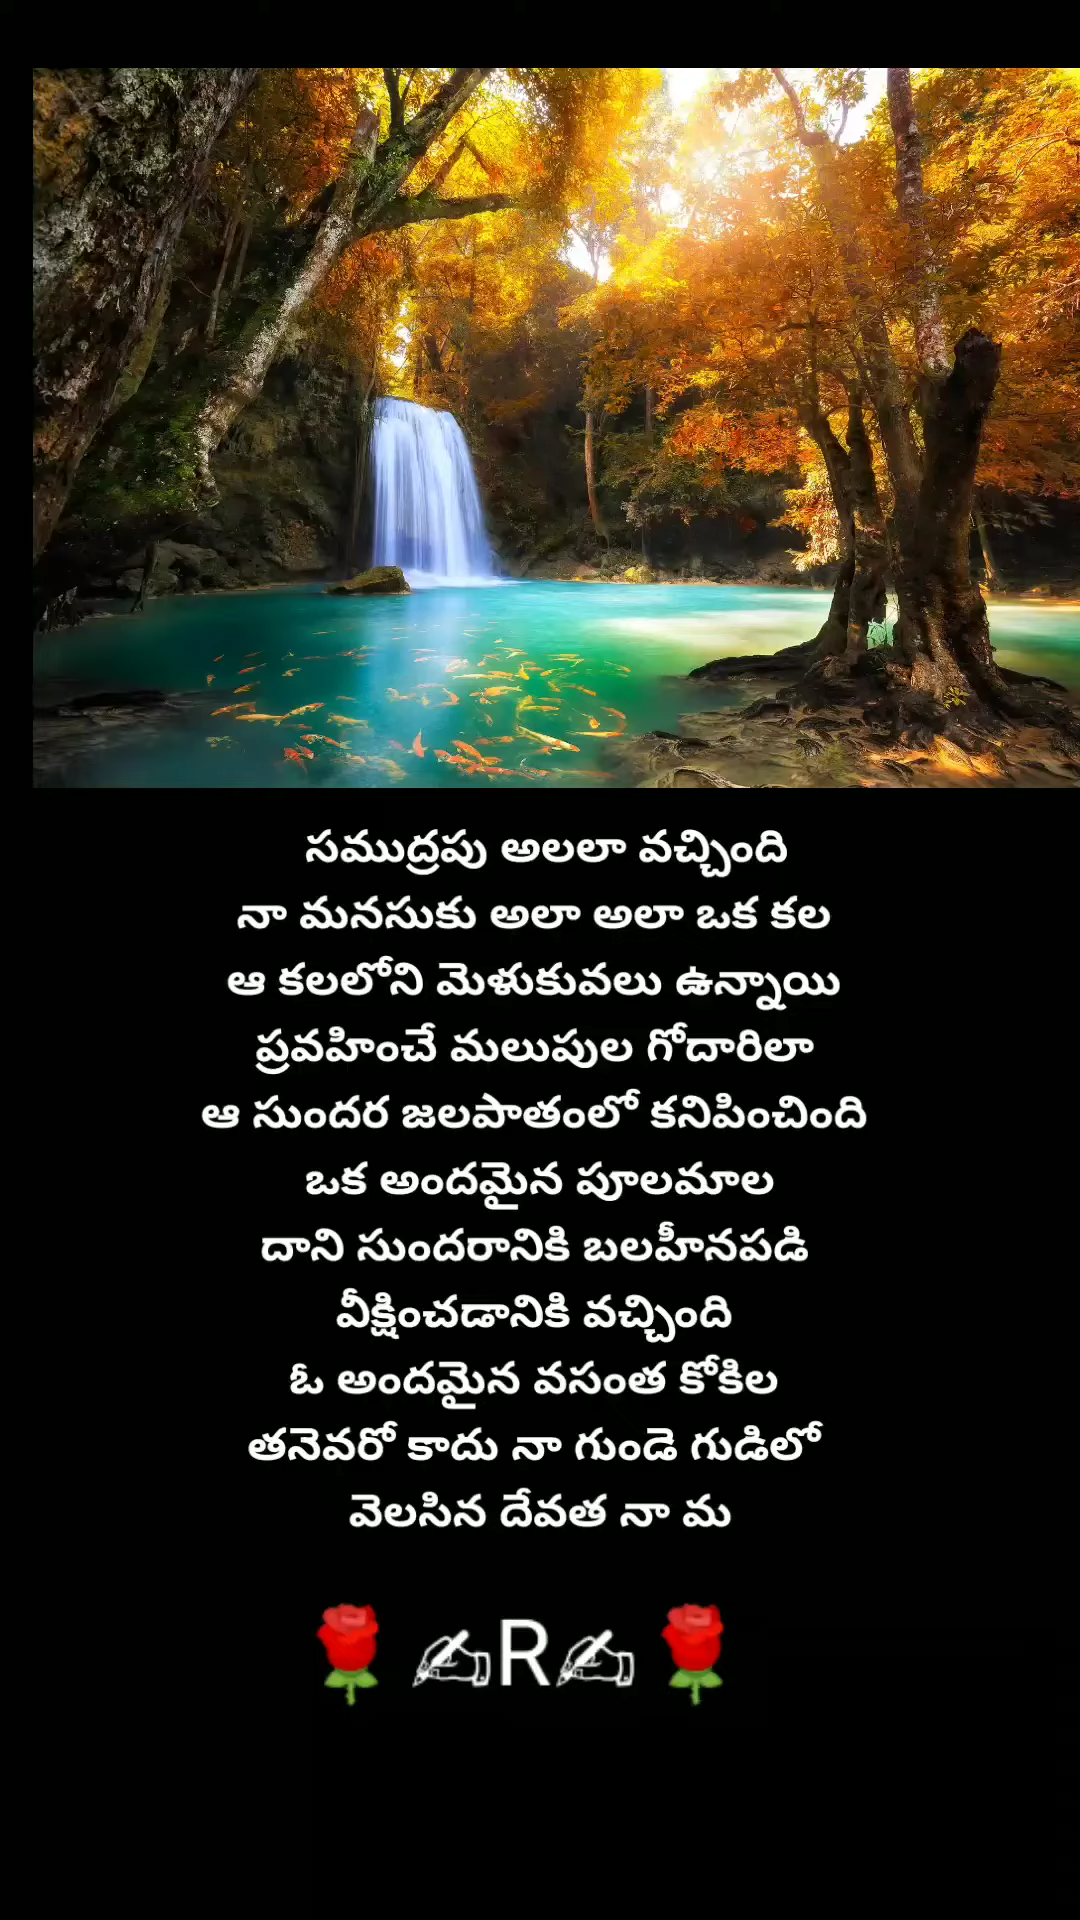 సముద్రపు అలలా వచ్చింది
నా మనసుకు అలా అలా ఒక కల
ఆ కలలోని మెళుకువలు ఉన్నాయి
ప్రవహించే మలుపుల గోదారిలా
ఆ సుందర జలపాతంలో కనిపించింది
ఒక అందమైన పూలమాల
దాని సుందరానికి బలహీనపడి
వీక్షించడానికి వచ్చింది
ఓ అందమైన వసంత కోకిల
తనెవరో కాదు నా గుండె గుడిలో
వెలసిన దేవత నా మ
🌹 ✍️R✍️ 🌹